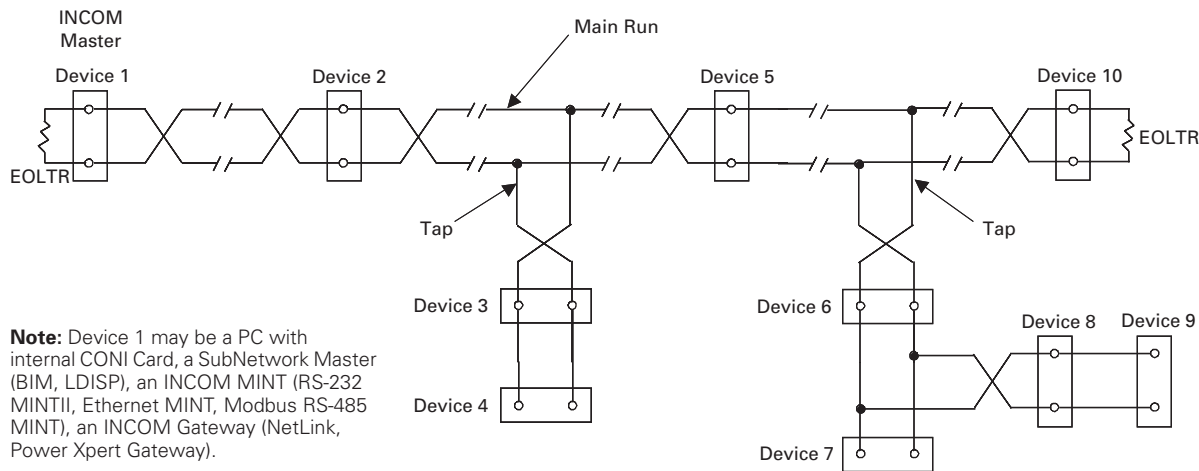 INCOM
Master
Device 1
Device 2
Main Run
Device 5
Device 10
EOLTR
EOLTR
Tap
Tap
Device 3
Device 4
Device 6
Device 7
Device 8
Device 9
Note: Device 1 may be a PC with
internal CONI Card, a SubNetwork Master
(BIM, LDISP), an INCOM MINT (RS-232
MINTII, Ethernet MINT, Modbus RS-485
MINT), an INCOM Gateway (NetLink,
Power Xpert Gateway).